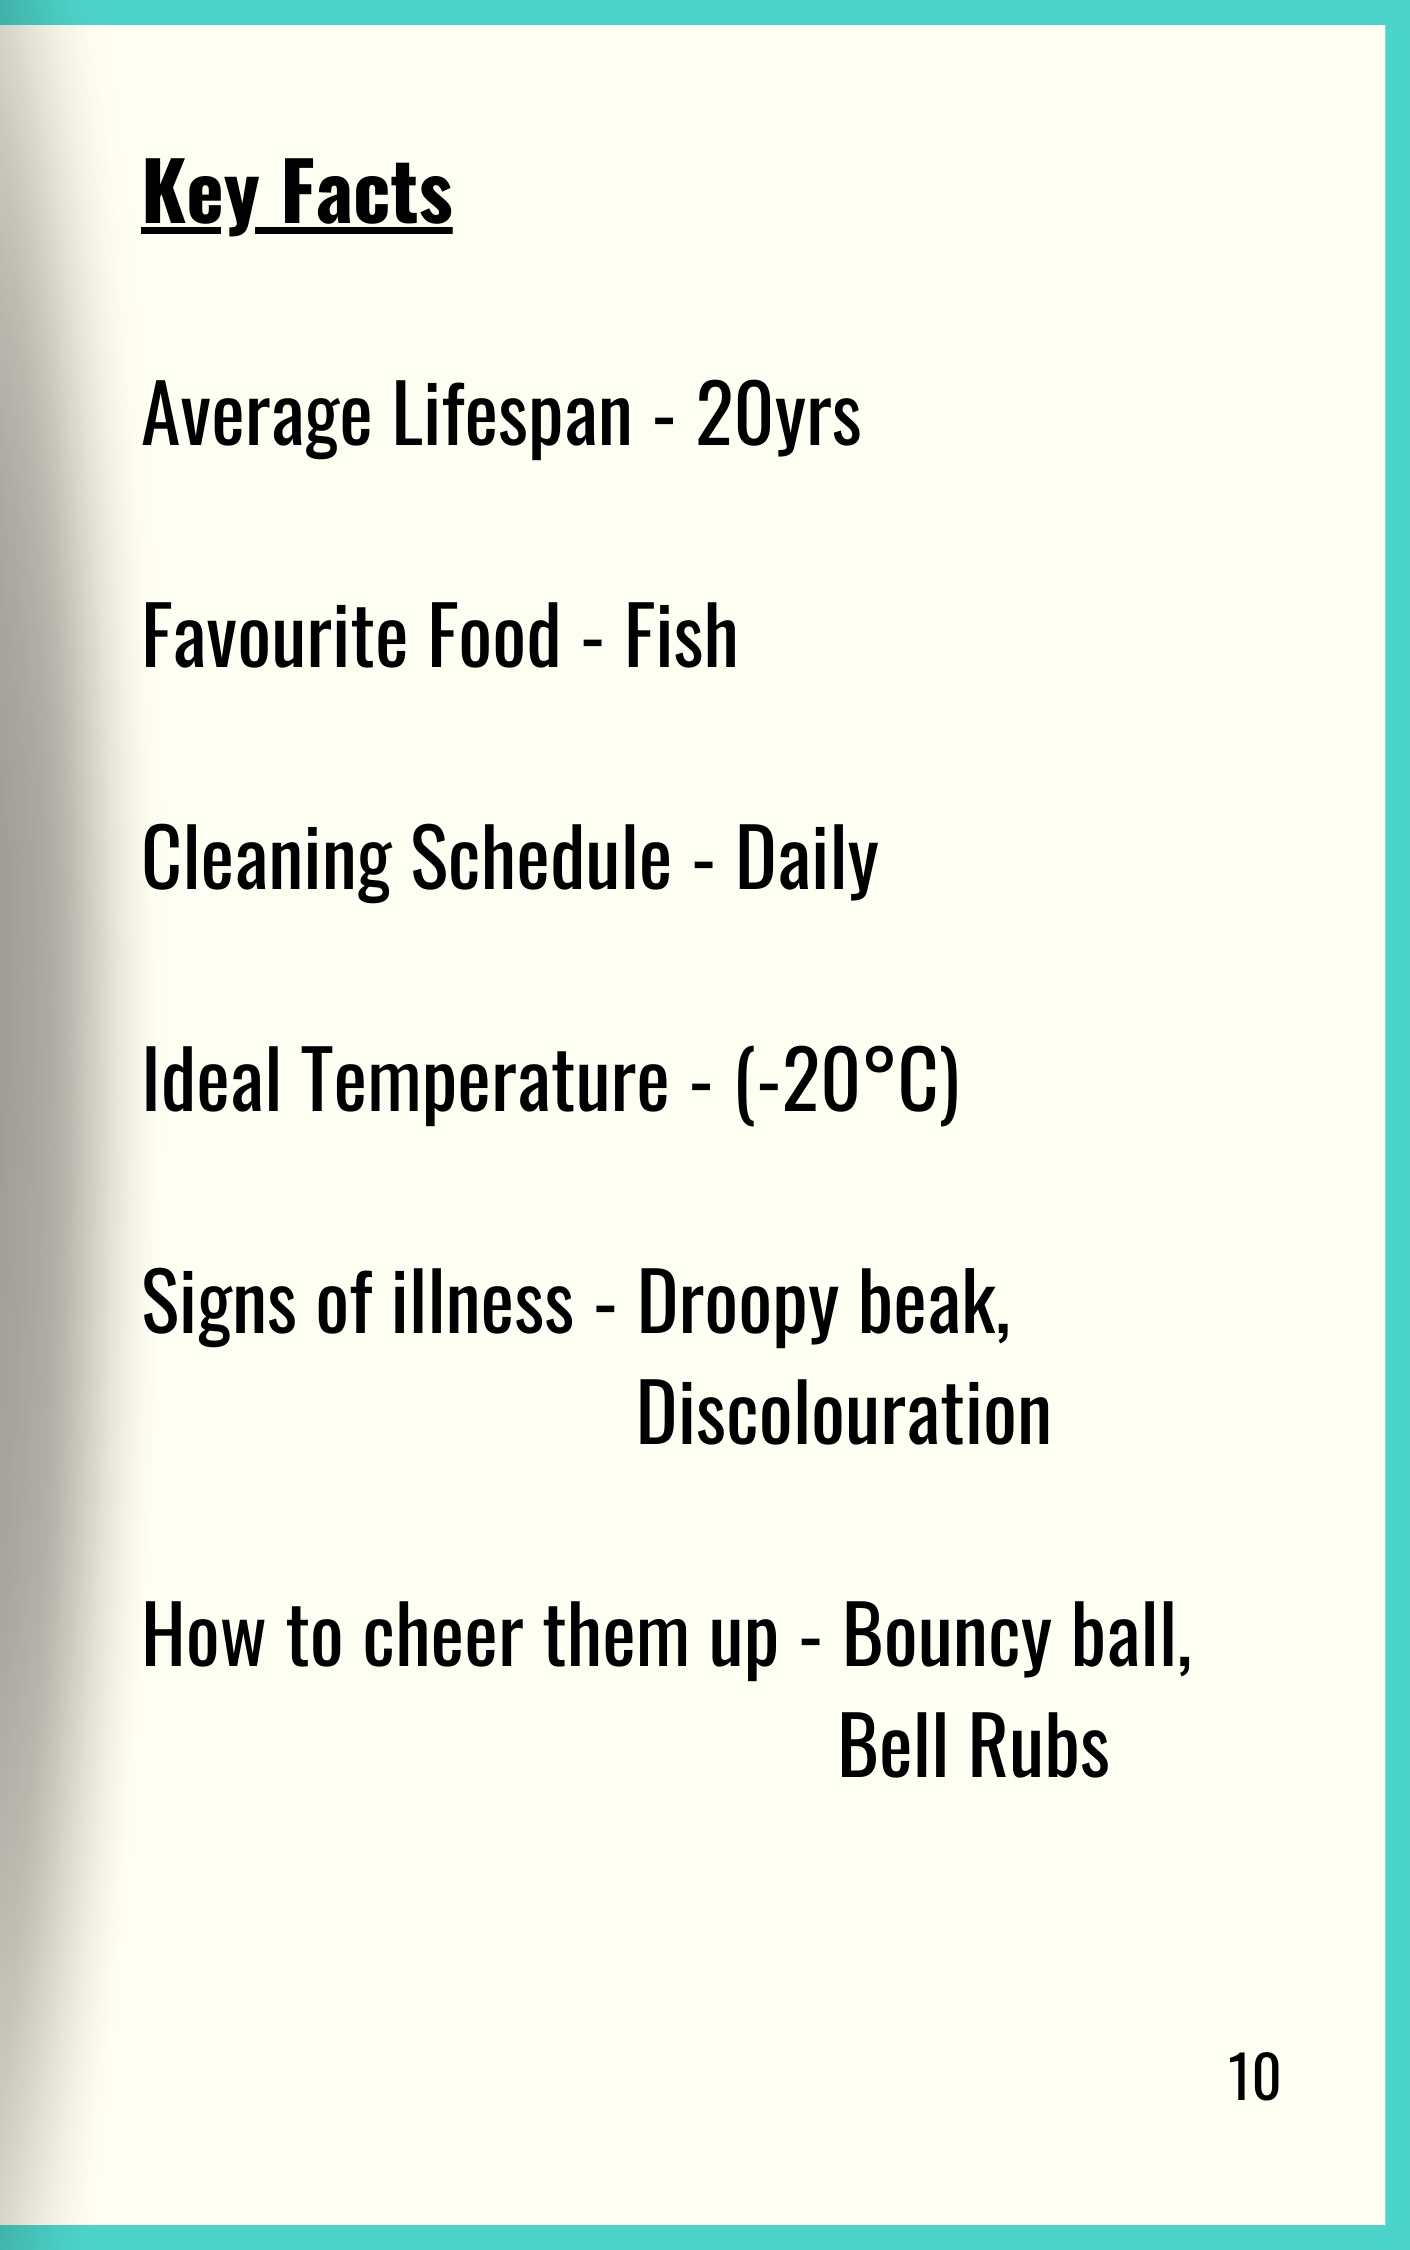 Key Facts
Average Lifespan - 20yrs
Favourite Food - Fish
Cleaning Schedule - Daily
Ideal Temperature - (-20°C)
Signs of illness - Droopy beak,
Discolouration
How to cheer them up - Bouncy ball,
Bell Rubs
10